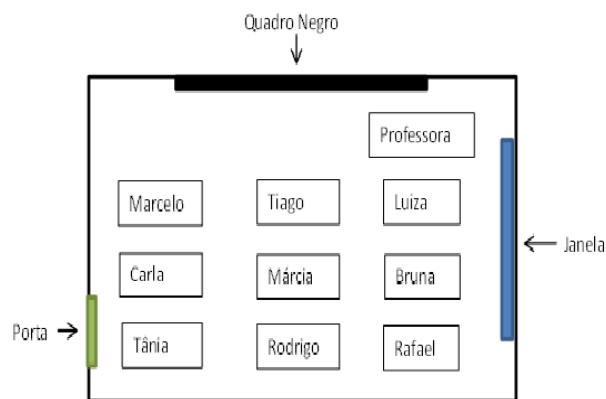 Quadro Negro
Professora
Marcelo Tiago Luiza
Janela
Carla Márcia Bruna
Porta
Tânia Rodrigo Rafael